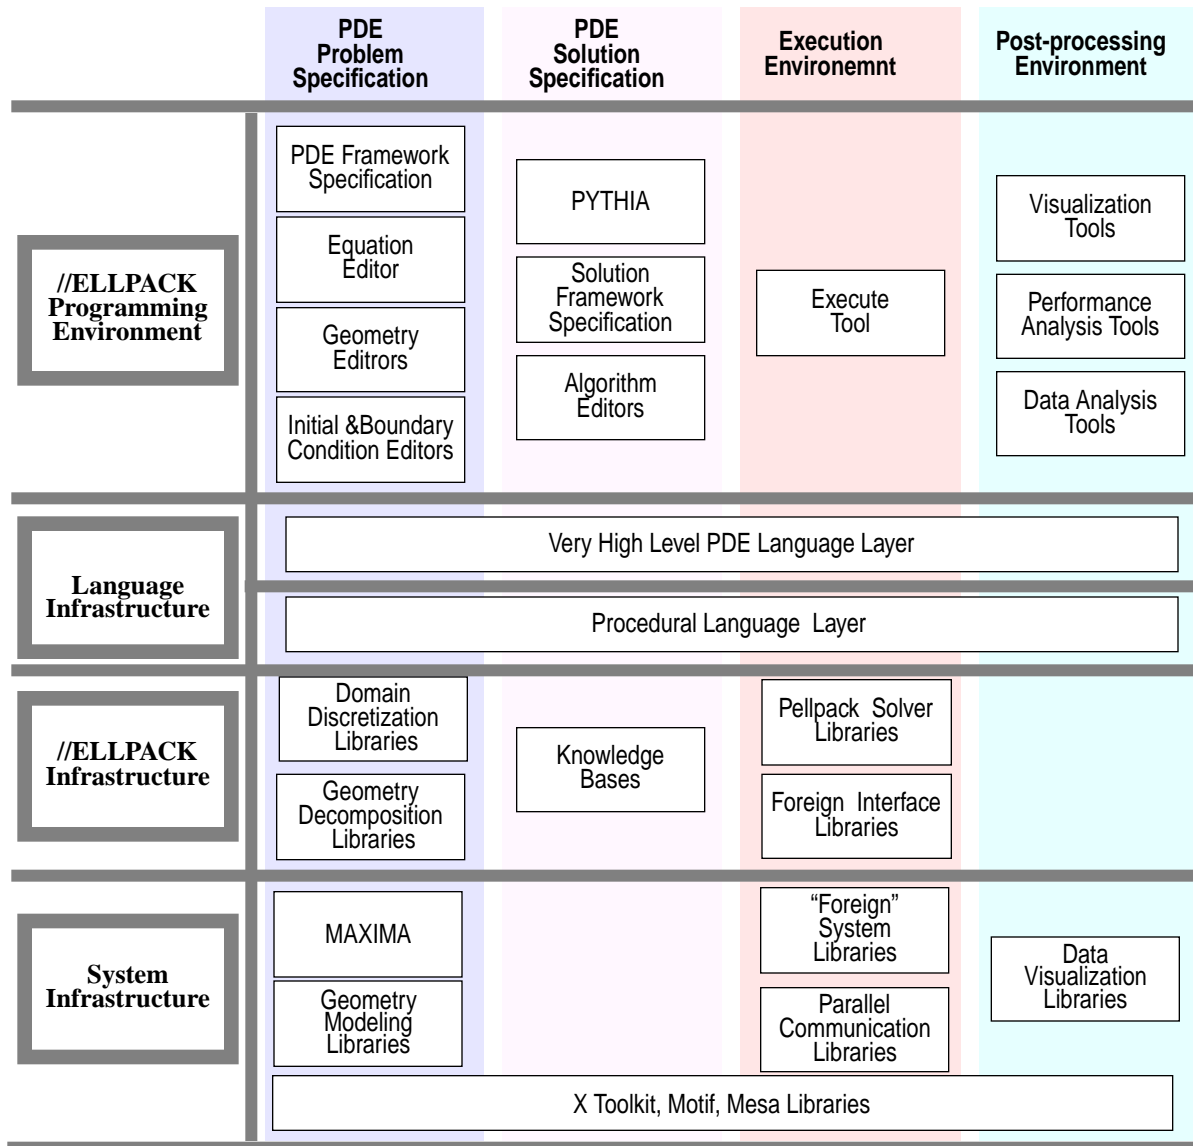 PDE
Problem
Specification
PDE
Solution
Specification
Execution
Environemnt
Post-processing
Environment
//ELLPACK
Programming
Environment
PDE Framework
Specification
Equation
Editor
Geometry
Editrors
Initial &Boundary
Condition Editors
PYTHIA
Solution
Framework
Specification
Algorithm
Editors
Execute
Tool
Visualization
Tools
Performance
Analysis Tools
Data Analysis
Tools
Language
Infrastructure
Very High Level PDE Language Layer
Procedural Language Layer
//ELLPACK
Infrastructure
Domain
Discretization
Libraries
Geometry
Decomposition
Libraries
Knowledge
Bases
Pellpack Solver
Libraries
Foreign Interface
Libraries
System
Infrastructure
MAXIMA
Geometry
Modeling
Libraries
“Foreign”
System
Libraries
Parallel
Communication
Libraries
Data
Visualization
Libraries
X Toolkit, Motif, Mesa Libraries